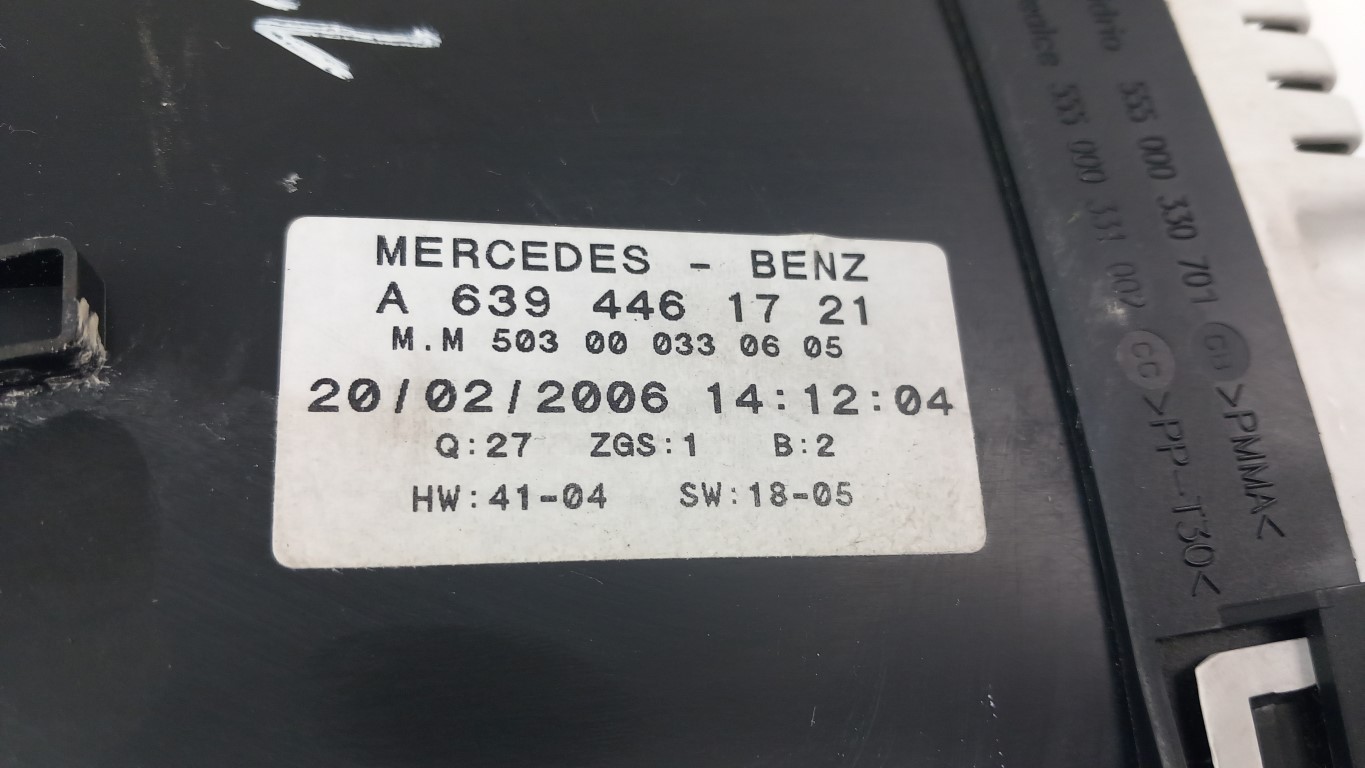 MERCEDES - BENZ
A 639 446 17 21
M.M 503 00 033 06 05
20/02/2006 14:12:04
Q:27 ZGS:1 B:2
HW:41-04 SW:18-05
555 000 330 701 >PMMA<
555 000 331 002 >PP-T30<